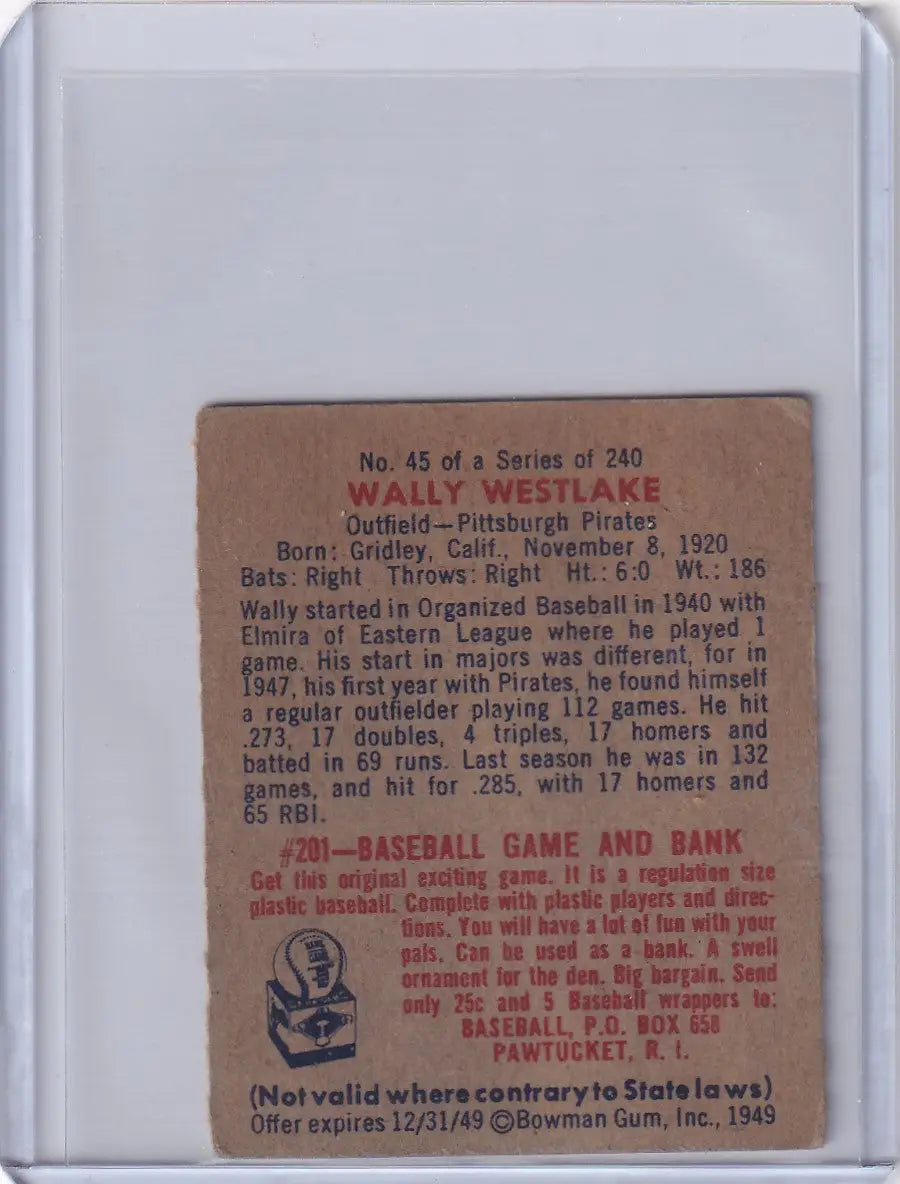 No. 45 of a Series of 240
WALLY WESTLAKE
Outfield—Pittsburgh Pirates
Born: Gridley, Calif., November 8, 1920
Bats: Right Throws: Right Ht.: 6:0 Wt.: 186
Wally started in Organized Baseball in 1940 with
Elmira of Eastern League where he played 1
game. His start in majors was different, for in
1947, his first year with Pirates, he found himself
a regular outfielder playing 112 games. He hit
.273, 17 doubles, 4 triples, 17 homers and
batted in 69 runs. Last season he was in 132
games, and hit for .285, with 17 homers and
65 RBI.
#201—BASEBALL GAME AND BANK
Get this original exciting game. It is a regulation size
plastic baseball. Complete with plastic players and direc-
tions. You will have a lot of fun with your
pals. Can be used as a bank. A swell
ornament for the den. Big bargain. Send
only 25c and 5 Baseball wrappers to:
BASEBALL, P.O. BOX 658
PAWTUCKET, R. I.
(Not valid where contrary to State laws)
Offer expires 12/31/49 ©Bowman Gum, Inc., 1949